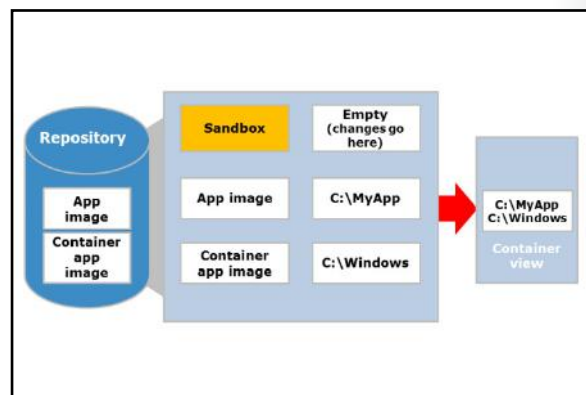 Repository
App
image
Container
app
image
Sandbox
Empty
(changes go
here)
App image
C:\MyApp
Container
app image
C:\Windows
C:\MyApp
C:\Windows
Container
view